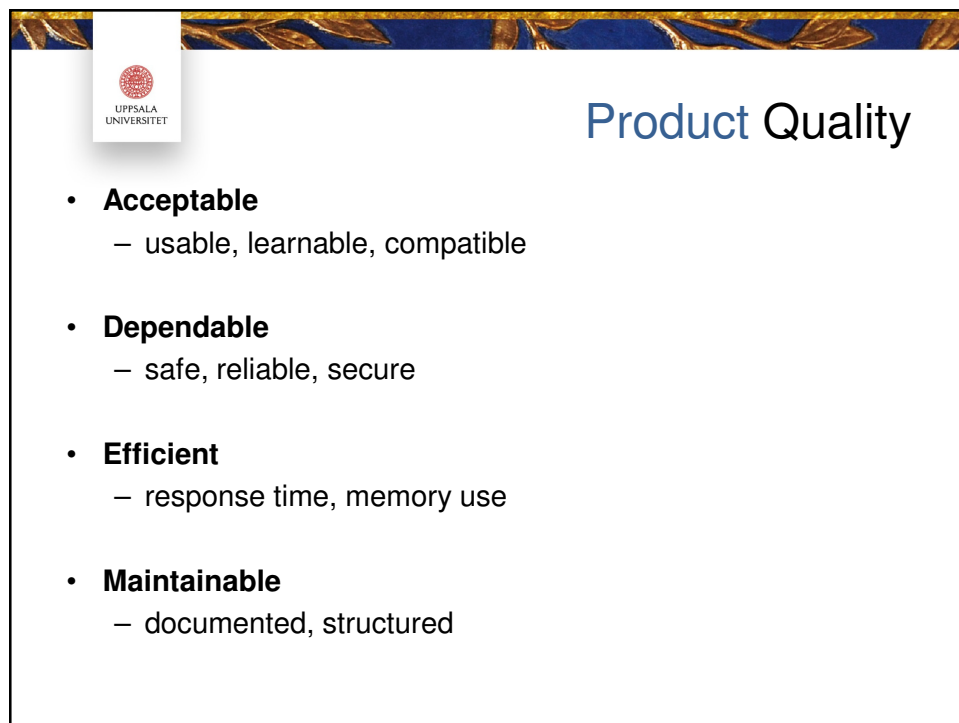 UPPSALA
UNIVERSITET
Product Quality
• Acceptable
– usable, learnable, compatible
• Dependable
– safe, reliable, secure
• Efficient
– response time, memory use
• Maintainable
– documented, structured